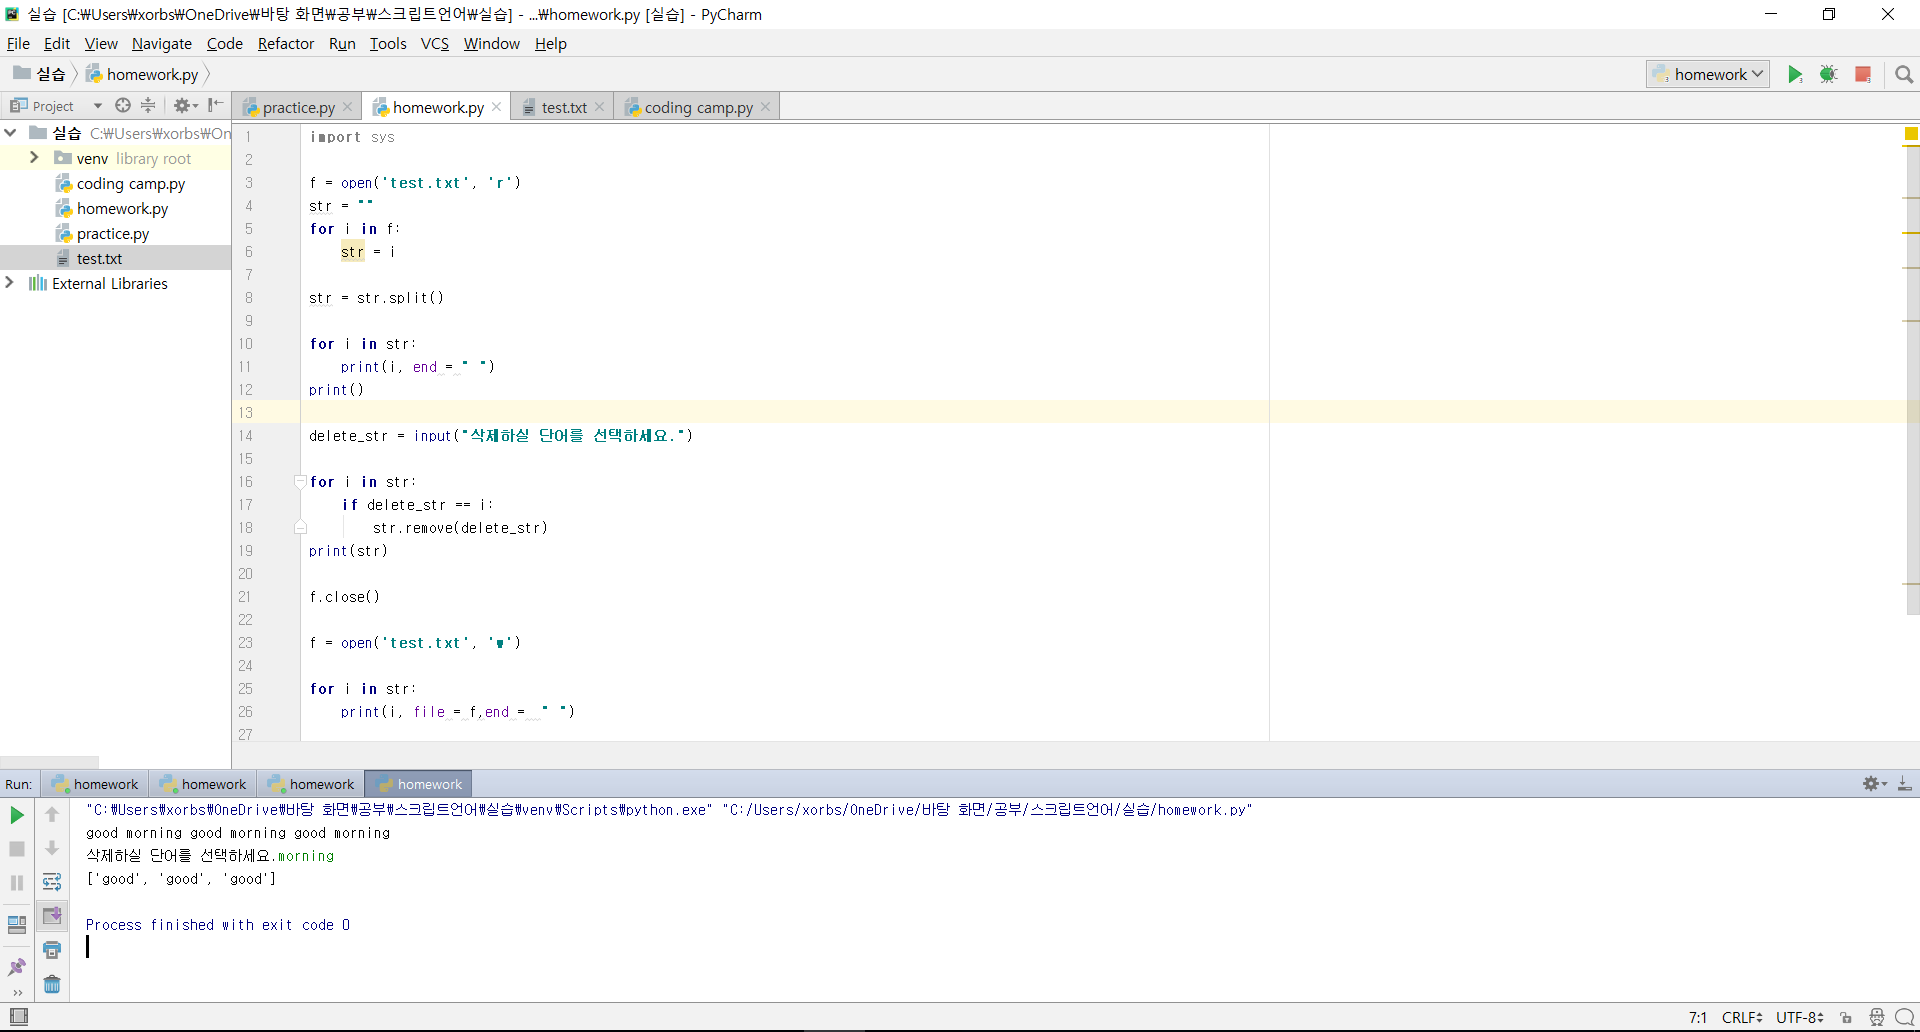 실습 [C:₩Users₩xorbs₩OneDrive₩바탕 화면₩공부₩스크립트언어₩실습] - ...₩homework.py [실습] - PyCharm
File Edit View Navigate Code Refactor Run Tools VCS Window Help
실습 homework.py homework
Project practice.py homework.py test.txt coding camp.py
실습 C:₩Users₩xorbs₩On
venv library root
coding camp.py
homework.py
practice.py
test.txt
External Libraries
1 import sys
2
3 f = open('test.txt', 'r')
4 str = ""
5 for i in f:
6     str = i
7
8 str = str.split()
9
10 for i in str:
11     print(i, end = " ")
12 print()
13
14 delete_str = input("삭제하실 단어를 선택하세요.")
15
16 for i in str:
17     if delete_str == i:
18         str.remove(delete_str)
19 print(str)
20
21 f.close()
22
23 f = open('test.txt', 'w')
24
25 for i in str:
26     print(i, file = f,end =  " ")
27
Run: homework homework homework homework
"C:₩Users₩xorbs₩OneDrive₩바탕 화면₩공부₩스크립트언어₩실습₩venv₩Scripts₩python.exe" "C:/Users/xorbs/OneDrive/바탕 화면/공부/스크립트언어/실습/homework.py"
good morning good morning good morning
삭제하실 단어를 선택하세요.morning
['good', 'good', 'good']
Process finished with exit code 0
7:1 CRLF UTF-8